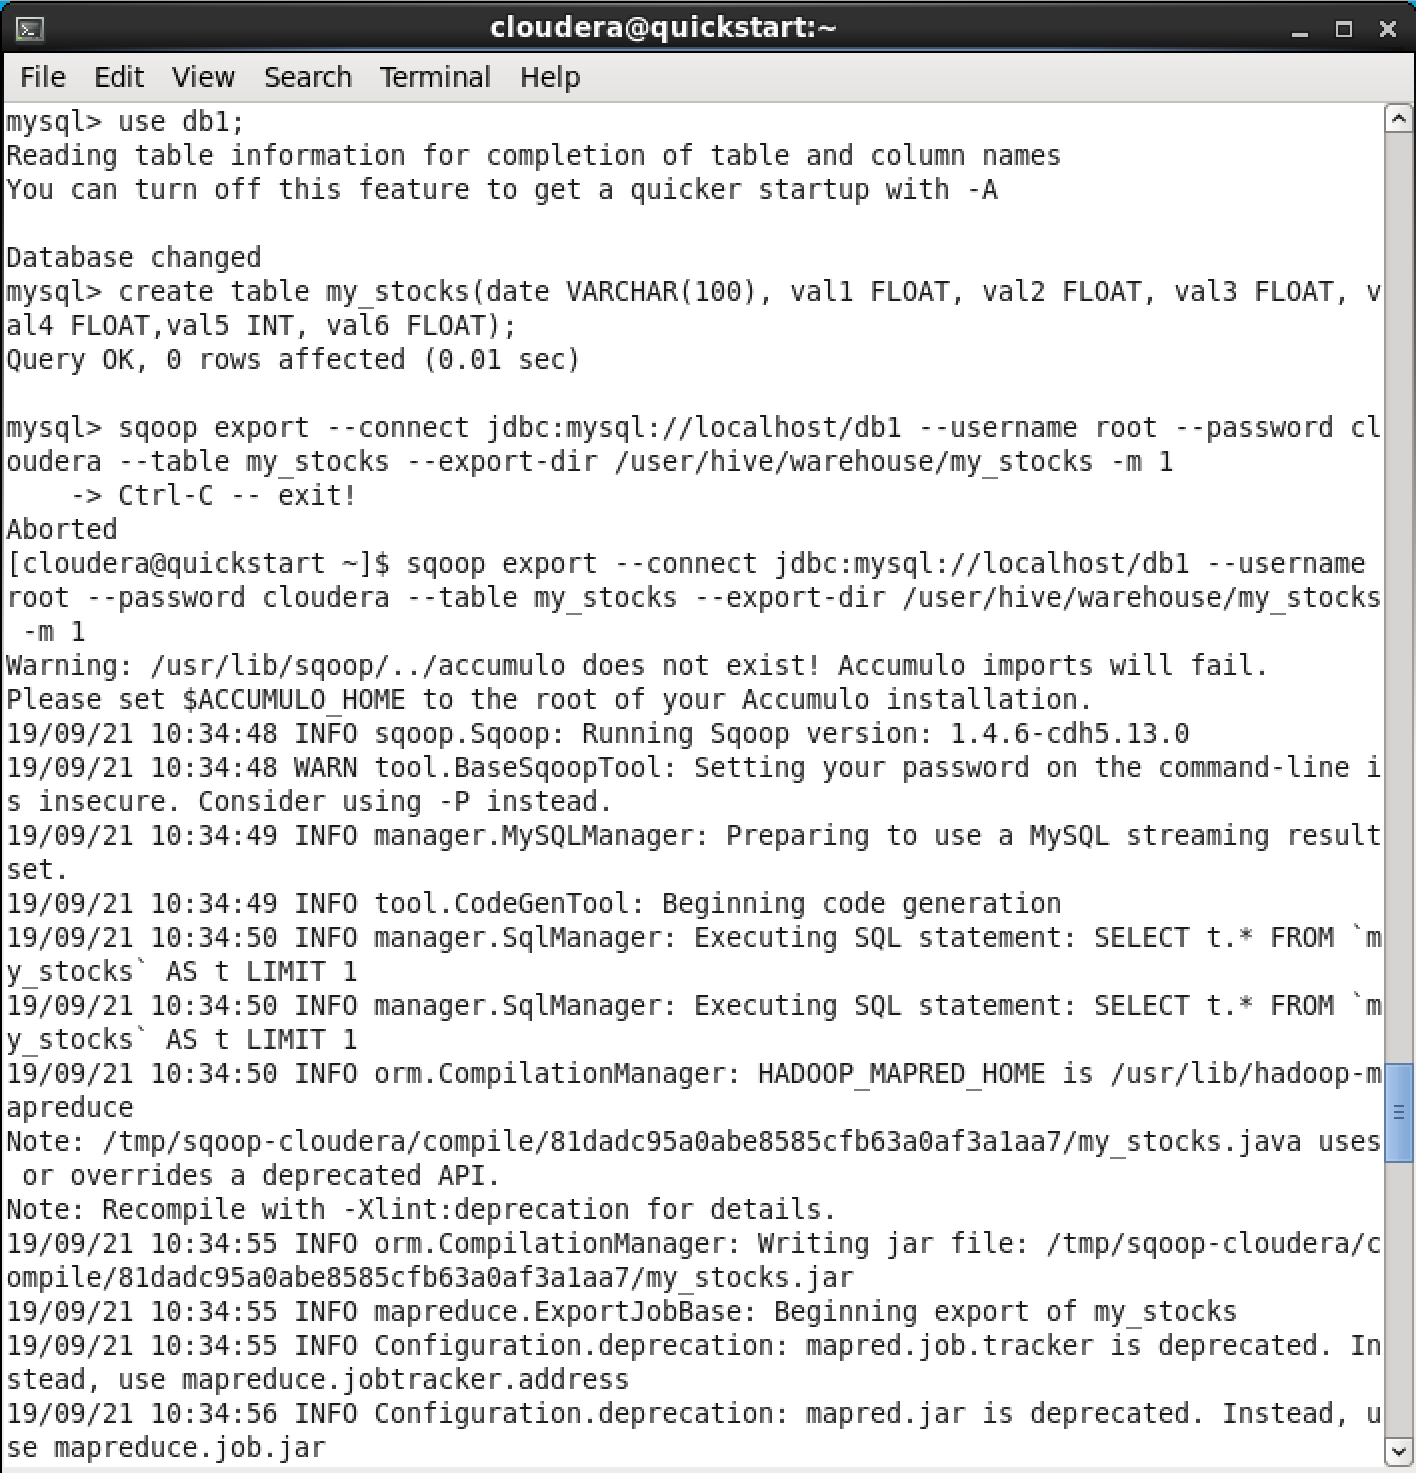 cloudera@quickstart:~
File Edit View Search Terminal Help
mysql> use db1;
Reading table information for completion of table and column names
You can turn off this feature to get a quicker startup with -A
Database changed
mysql> create table my_stocks(date VARCHAR(100), val1 FLOAT, val2 FLOAT, val3 FLOAT, v
al4 FLOAT,val5 INT, val6 FLOAT);
Query OK, 0 rows affected (0.01 sec)
mysql> sqoop export --connect jdbc:mysql://localhost/db1 --username root --password cl
oudera --table my_stocks --export-dir /user/hive/warehouse/my_stocks -m 1
    -> Ctrl-C -- exit!
Aborted
[cloudera@quickstart ~]$ sqoop export --connect jdbc:mysql://localhost/db1 --username
root --password cloudera --table my_stocks --export-dir /user/hive/warehouse/my_stocks
 -m 1
Warning: /usr/lib/sqoop/../accumulo does not exist! Accumulo imports will fail.
Please set $ACCUMULO_HOME to the root of your Accumulo installation.
19/09/21 10:34:48 INFO sqoop.Sqoop: Running Sqoop version: 1.4.6-cdh5.13.0
19/09/21 10:34:48 WARN tool.BaseSqoopTool: Setting your password on the command-line i
s insecure. Consider using -P instead.
19/09/21 10:34:49 INFO manager.MySQLManager: Preparing to use a MySQL streaming result
set.
19/09/21 10:34:49 INFO tool.CodeGenTool: Beginning code generation
19/09/21 10:34:50 INFO manager.SqlManager: Executing SQL statement: SELECT t.* FROM `m
y_stocks` AS t LIMIT 1
19/09/21 10:34:50 INFO manager.SqlManager: Executing SQL statement: SELECT t.* FROM `m
y_stocks` AS t LIMIT 1
19/09/21 10:34:50 INFO orm.CompilationManager: HADOOP_MAPRED_HOME is /usr/lib/hadoop-m
apreduce
Note: /tmp/sqoop-cloudera/compile/81dadc95a0abe8585cfb63a0af3a1aa7/my_stocks.java uses
 or overrides a deprecated API.
Note: Recompile with -Xlint:deprecation for details.
19/09/21 10:34:55 INFO orm.CompilationManager: Writing jar file: /tmp/sqoop-cloudera/c
ompile/81dadc95a0abe8585cfb63a0af3a1aa7/my_stocks.jar
19/09/21 10:34:55 INFO mapreduce.ExportJobBase: Beginning export of my_stocks
19/09/21 10:34:55 INFO Configuration.deprecation: mapred.job.tracker is deprecated. In
stead, use mapreduce.jobtracker.address
19/09/21 10:34:56 INFO Configuration.deprecation: mapred.jar is deprecated. Instead, u
se mapreduce.job.jar